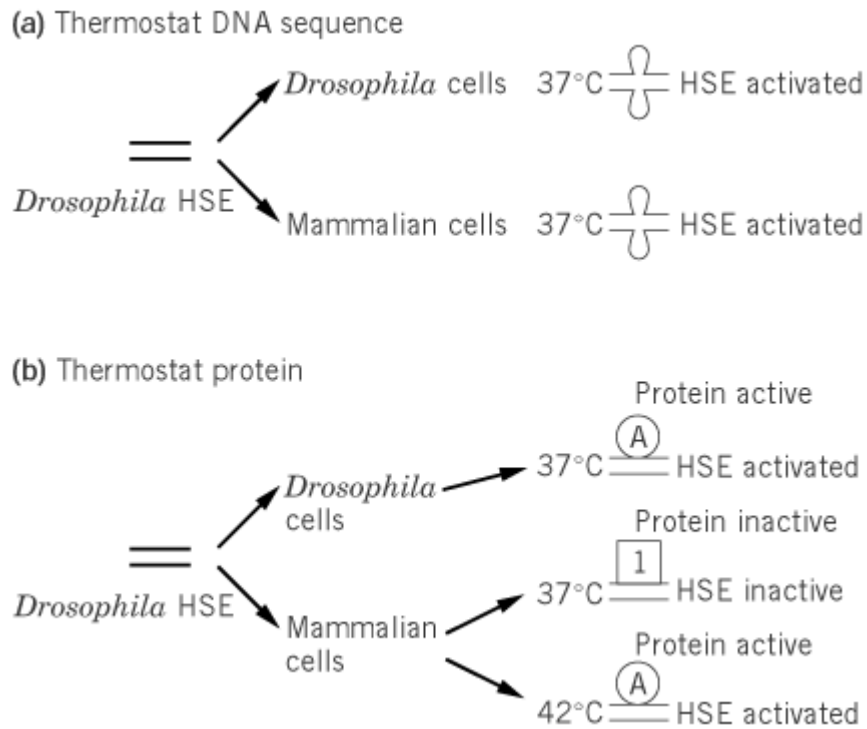 (a) Thermostat DNA sequence
Drosophila cells 37°C HSE activated
Drosophila HSE
Mammalian cells 37°C HSE activated
(b) Thermostat protein
Protein active
A
37°C HSE activated
Drosophila
cells
Protein inactive
1
37°C HSE inactive
Drosophila HSE
Mammalian
cells
Protein active
A
42°C HSE activated